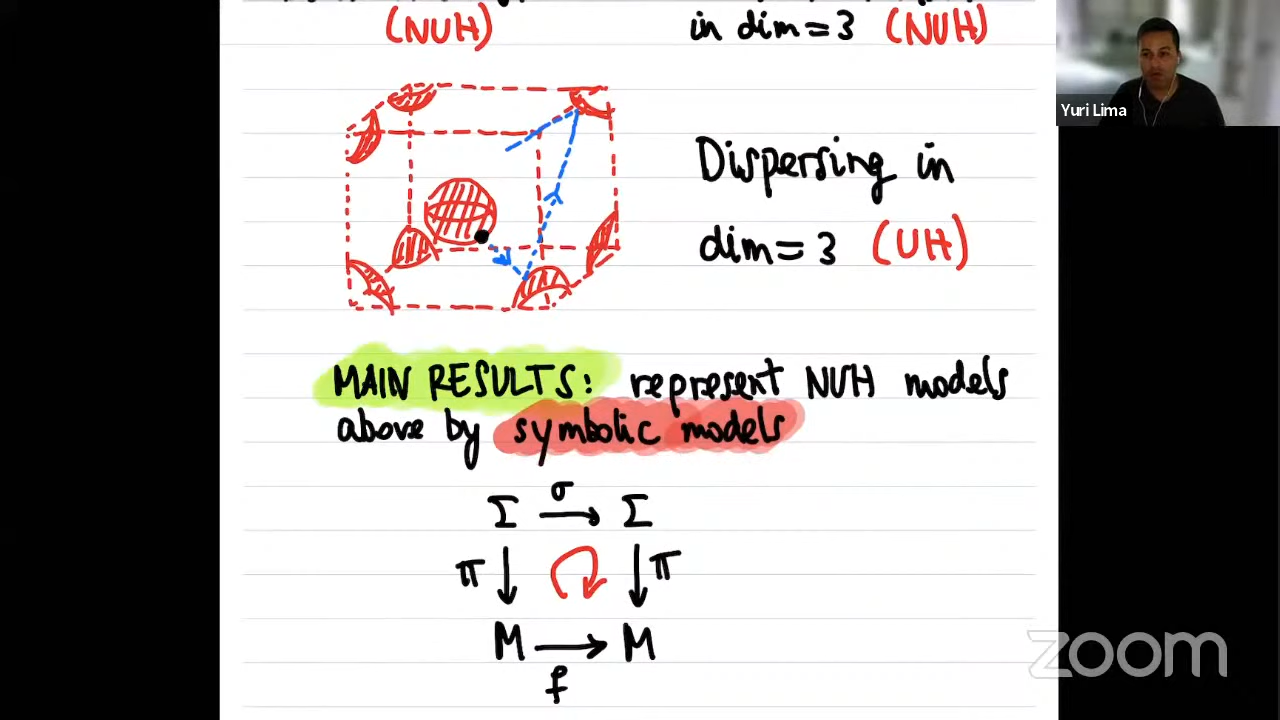 (NUH)
in dim=3 (NUH)
Yuri Lima
Dispersing in
dim=3 (UH)
MAIN RESULTS: represent NUH models
above by symbolic models
σ
Σ → Σ
π ↓ ↓ π
M → M
f
zoom